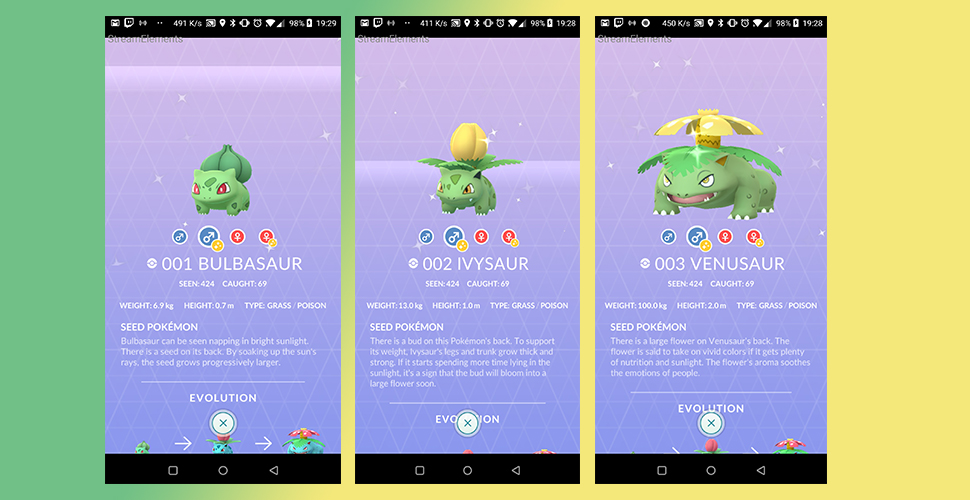 491 K/s 98% 19:29
StreamElements
001 BULBASAUR
SEEN: 424 CAUGHT: 69
WEIGHT: 6.9 kg HEIGHT: 0.7 m TYPE: GRASS / POISON
SEED POKÉMON
Bulbasaur can be seen napping in bright sunlight.
There is a seed on its back. By soaking up the sun's
rays, the seed grows progressively larger.
EVOLUTION
411 K/s 98% 19:28
StreamElements
002 IVYSAUR
SEEN: 424 CAUGHT: 69
WEIGHT: 13.0 kg HEIGHT: 1.0 m TYPE: GRASS / POISON
SEED POKÉMON
There is a bud on this Pokémon's back. To support
its weight, Ivysaur's legs and trunk grow thick and
strong. If it starts spending more time lying in the
sunlight, it's a sign that the bud will bloom into a
large flower soon.
EVOLUTION
450 K/s 98% 19:28
StreamElements
003 VENUSAUR
SEEN: 424 CAUGHT: 69
WEIGHT: 100.0 kg HEIGHT: 2.0 m TYPE: GRASS / POISON
SEED POKÉMON
There is a large flower on Venusaur's back. The
flower is said to take on vivid colors if it gets plenty
of nutrition and sunlight. The flower's aroma soothes
the emotions of people.
EVOLUTION